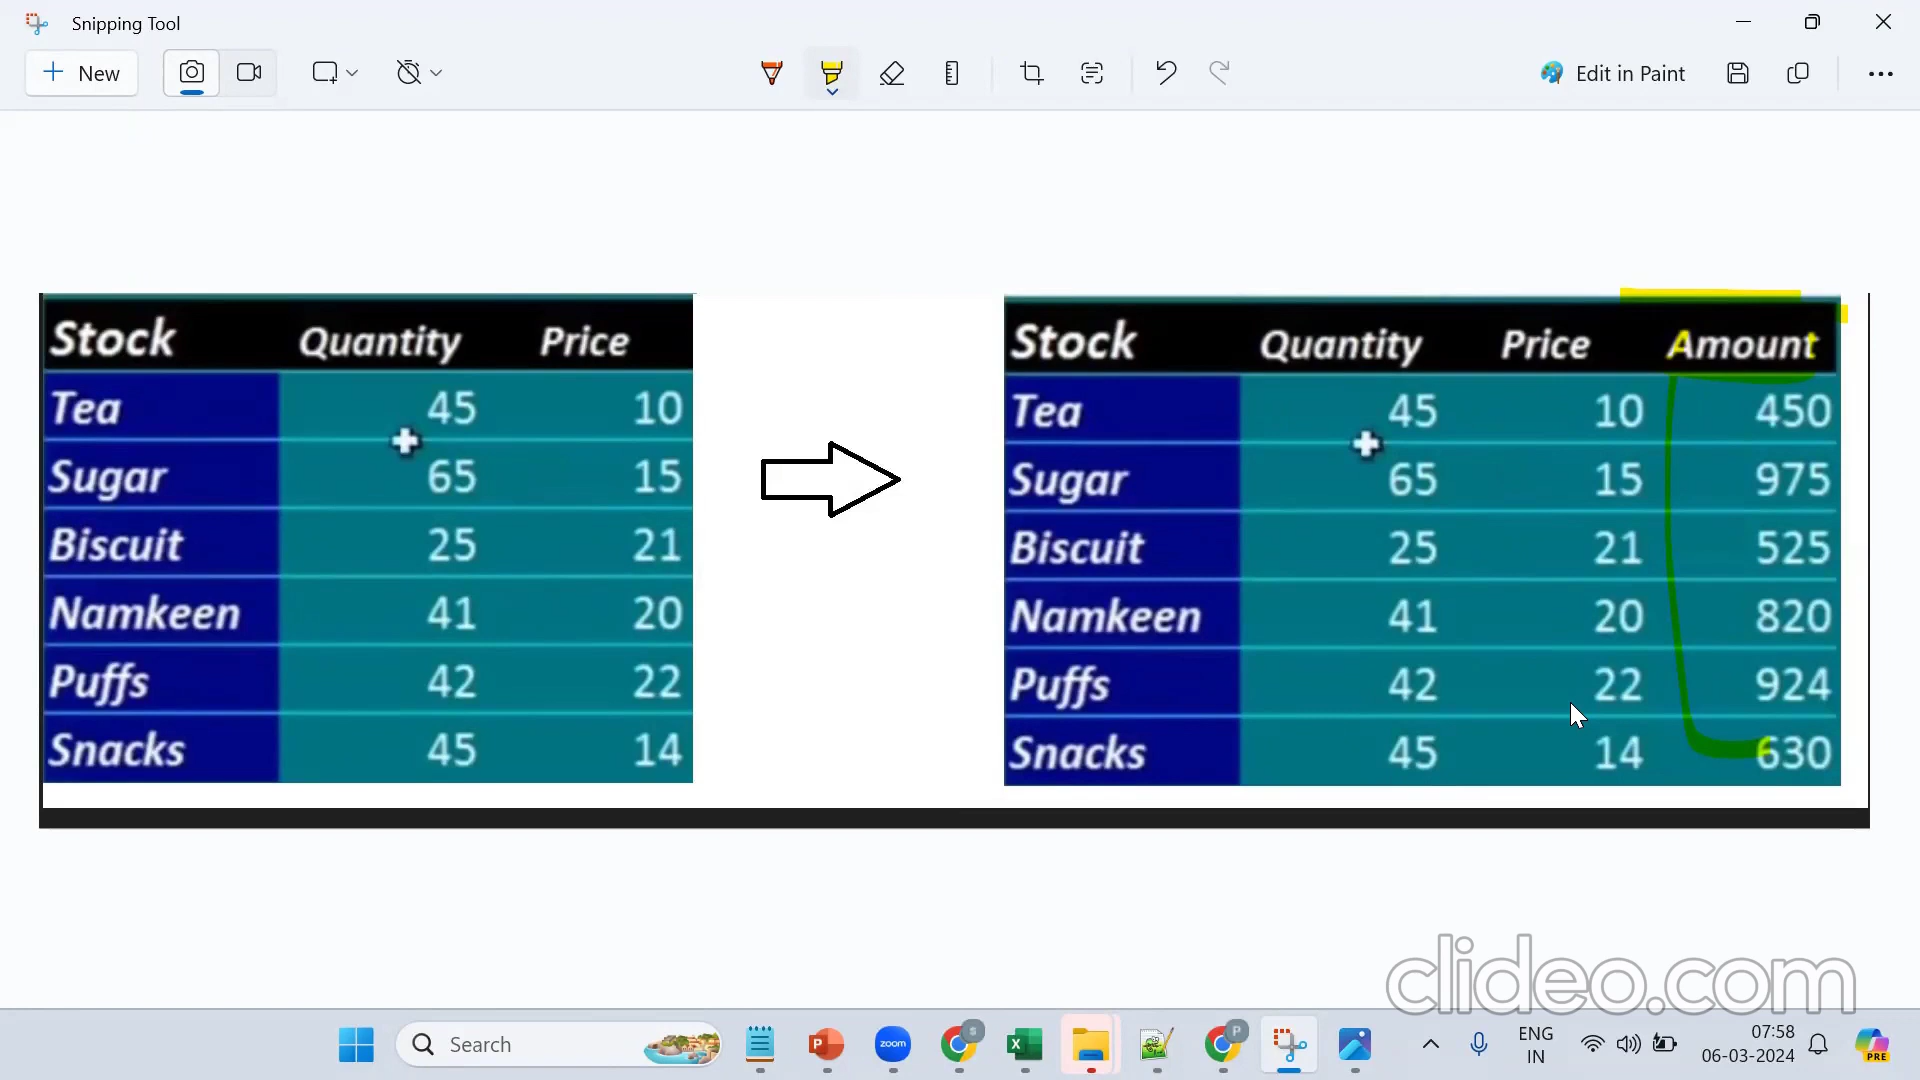 Snipping Tool
New
Edit in Paint
Stock Quantity Price
Tea 45 10
Sugar 65 15
Biscuit 25 21
Namkeen 41 20
Puffs 42 22
Snacks 45 14
Stock Quantity Price Amount
Tea 45 10 450
Sugar 65 15 975
Biscuit 25 21 525
Namkeen 41 20 820
Puffs 42 22 924
Snacks 45 14 630
clideo.com
Search
P
zoom
S
X
P
ENG
IN
07:58
06-03-2024
PRE